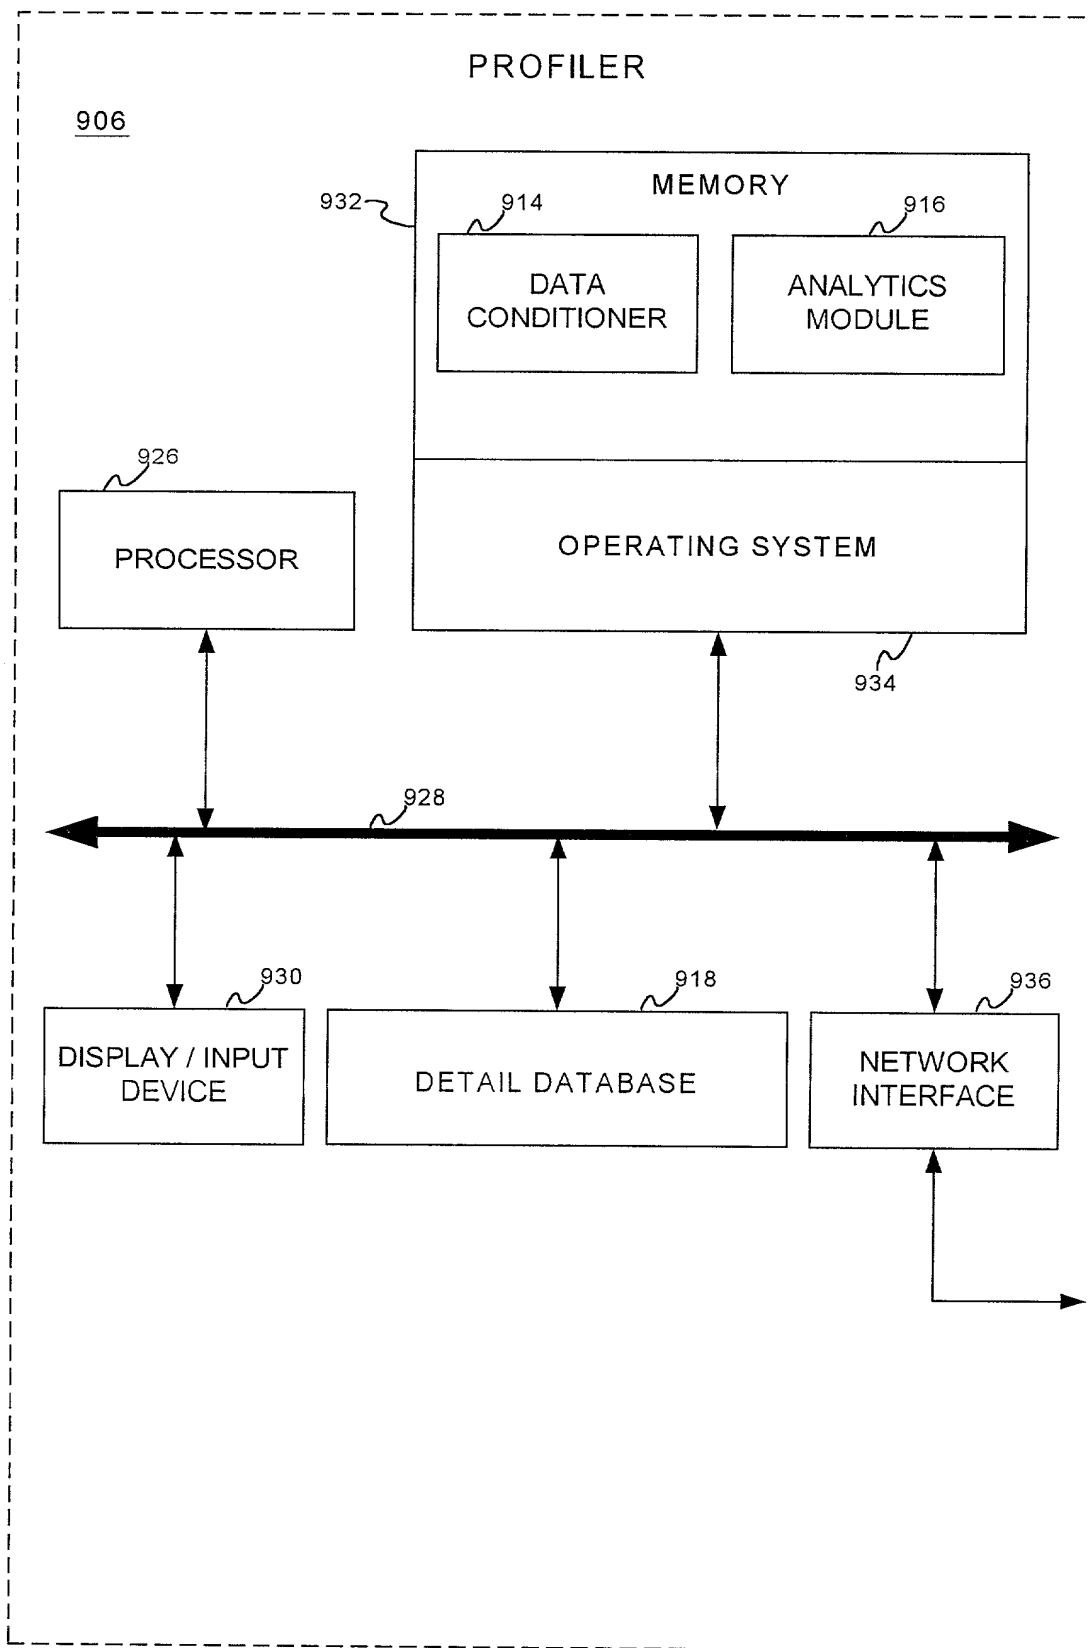 PROFILER
906
MEMORY
932
914
916
DATA
CONDITIONER
ANALYTICS
MODULE
926
PROCESSOR
OPERATING SYSTEM
934
928
930
918
936
DISPLAY / INPUT
DEVICE
DETAIL DATABASE
NETWORK
INTERFACE